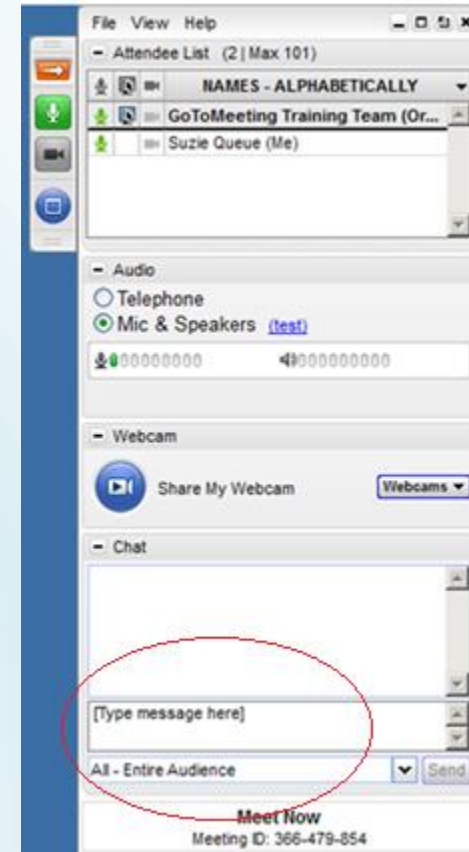 File View Help
Attendee List (2 | Max 101)
NAMES - ALPHABETICALLY
GoToMeeting Training Team (Or...
Suzie Queue (Me)
Audio
Telephone
Mic & Speakers (test)
Webcam
Share My Webcam
Webcams
Chat
[Type message here]
All - Entire Audience
Send
Meet Now
Meeting ID: 366-479-854